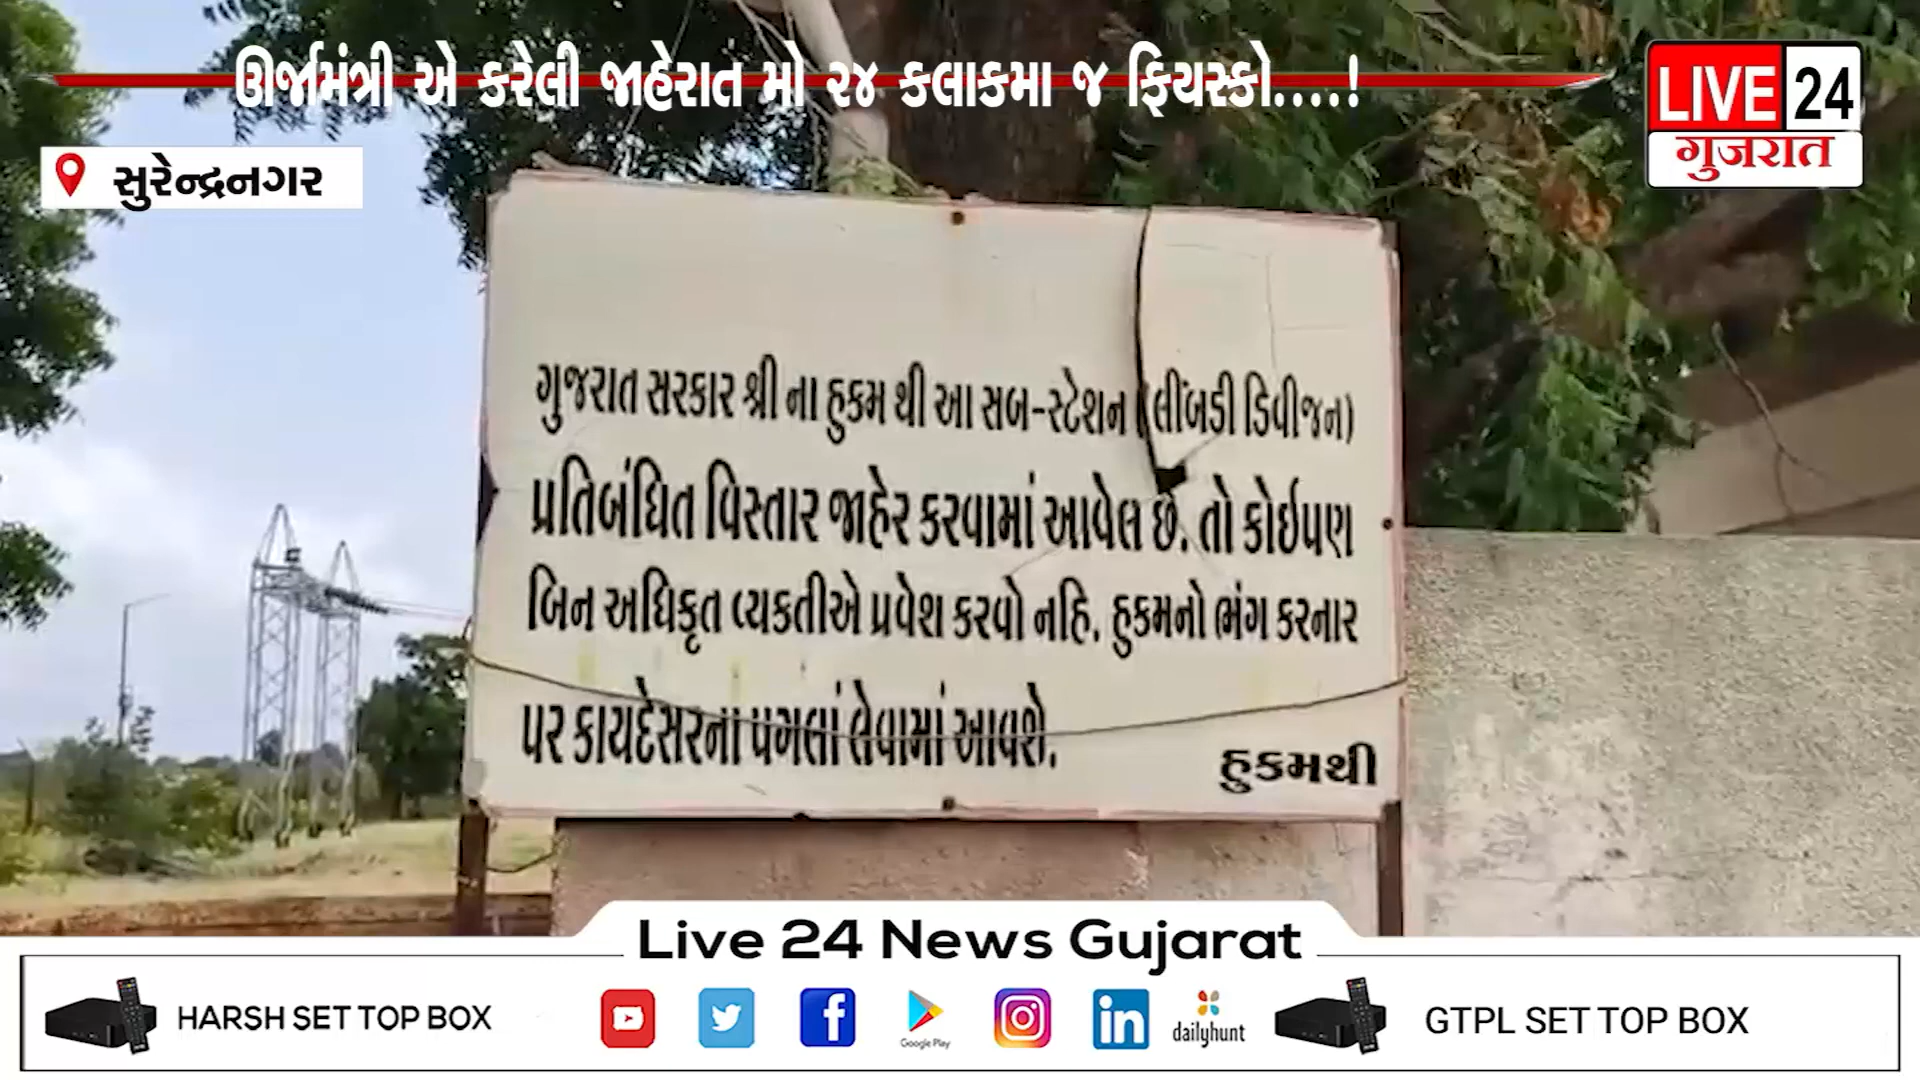 ઊર્જામંત્રી એ કરેલી જાહેરાત મો ૨૪ કલાકમા જ ફિયસ્કો....!
LIVE 24
ગુજરાત
સુરેન્દ્રનગર
ગુજરાત સરકાર શ્રી ના હુકમ થી આ સબ-સ્ટેશન (લીંબડી ડિવીજન)
પ્રતિબંધિત વિસ્તાર જાહેર કરવામાં આવેલ છે. તો કોઈપણ
બિન અધિકૃત વ્યકતીએ પ્રવેશ કરવો નહિ. હુકમનો ભંગ કરનાર
પર કાયદેસરના પગલાં લેવામાં આવશે.
હુકમથી
Live 24 News Gujarat
HARSH SET TOP BOX
Google Play
dailyhunt
GTPL SET TOP BOX